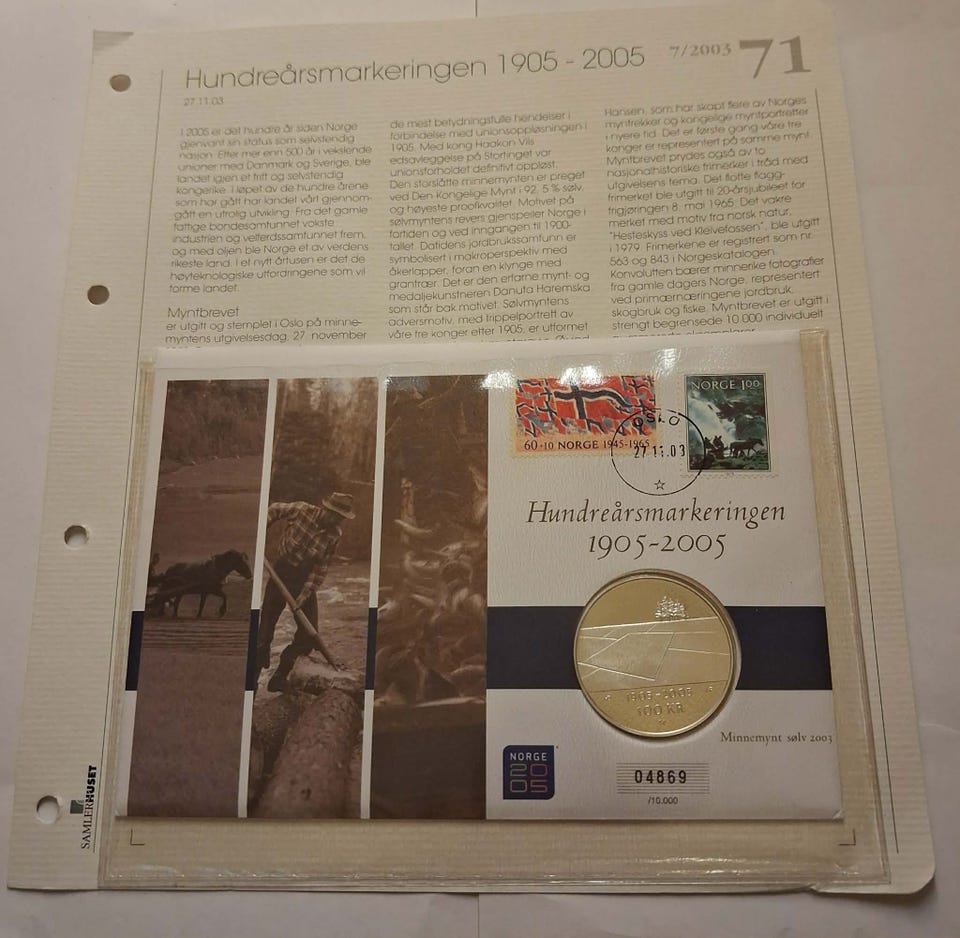 Hundreårsmarkeringen 1905 - 2005
7/2003 71
27.11.03
I 2005 er det hundre år siden Norge
gjenvant sin status som selvstendig
nasjon. Etter mer enn 500 år i vekslende
unioner med Danmark og Sverige, ble
landet igjen et fritt og selvstendig
kongerike. I løpet av de hundre årene
som har gått har landet vårt gjennom-
gått en utrolig utvikling. Fra det gamle
fattige bondesamfunnet vokste
industrien og velferdssamfunnet frem,
og med oljen ble Norge et av verdens
rikeste land. I et nytt årtusen er det de
høyteknologiske utfordringene som vil
forme landet.
Myntbrevet
er utgitt og stemplet i Oslo på minne-
myntens utgivelsesdag, 27. november
de mest betydningsfulle hendelser i
forbindelse med unionsoppløsningen i
1905. Med kong Haakon VIIs
edsavleggelse på Stortinget var
unionsforholdet definitivt oppløst.
Den storslåtte minnemynten er preget
ved Den Kongelige Mynt i 92,5 % sølv,
og høyeste proofkvalitet. Motivet på
sølvmyntens revers gjenspeiler Norge i
fortiden og ved inngangen til 1900-
tallet. Datidens jordbrukssamfunn er
symbolisert i makroperspektiv med
åkerlapper, foran en klynge med
grantrær. Det er den erfarne mynt- og
medaljekunstneren Danuta Haremska
som står bak motivet. Sølvmyntens
adversmotiv, med trippelportrett av
våre tre konger etter 1905, er utformet
Hansen, som har skapt flere av Norges
myntrekker og kongelige myntportretter
i nyere tid. Det er første gang våre tre
konger er representert på samme mynt.
Myntbrevet prydes også av to
nasjonalhistoriske frimerker i tråd med
utgivelsens tema. Det flotte flagg-
frimerket ble utgitt til 20-årsjubileet for
frigjøringen 8. mai 1965. Det vakre
merket med motiv fra norsk natur,
"Hesteskyss ved Kleivefossen", ble utgitt
i 1979. Frimerkene er registrert som nr.
563 og 843 i Norgeskatalogen.
Konvolutten bærer minnerike fotografier
fra gamle dagers Norge, representert
ved primærnæringene jordbruk,
skogbruk og fiske. Myntbrevet er utgitt i
strengt begrensede 10.000 individuelt
60+10 NORGE 1945-1965
NORGE 100
OSLO
27.11.03
Hundreårsmarkeringen
1905-2005
1905-2005
100 KR
Minnemynt sølv 2003
NORGE
20
05
04869
/10.000
SAMLERHUSET